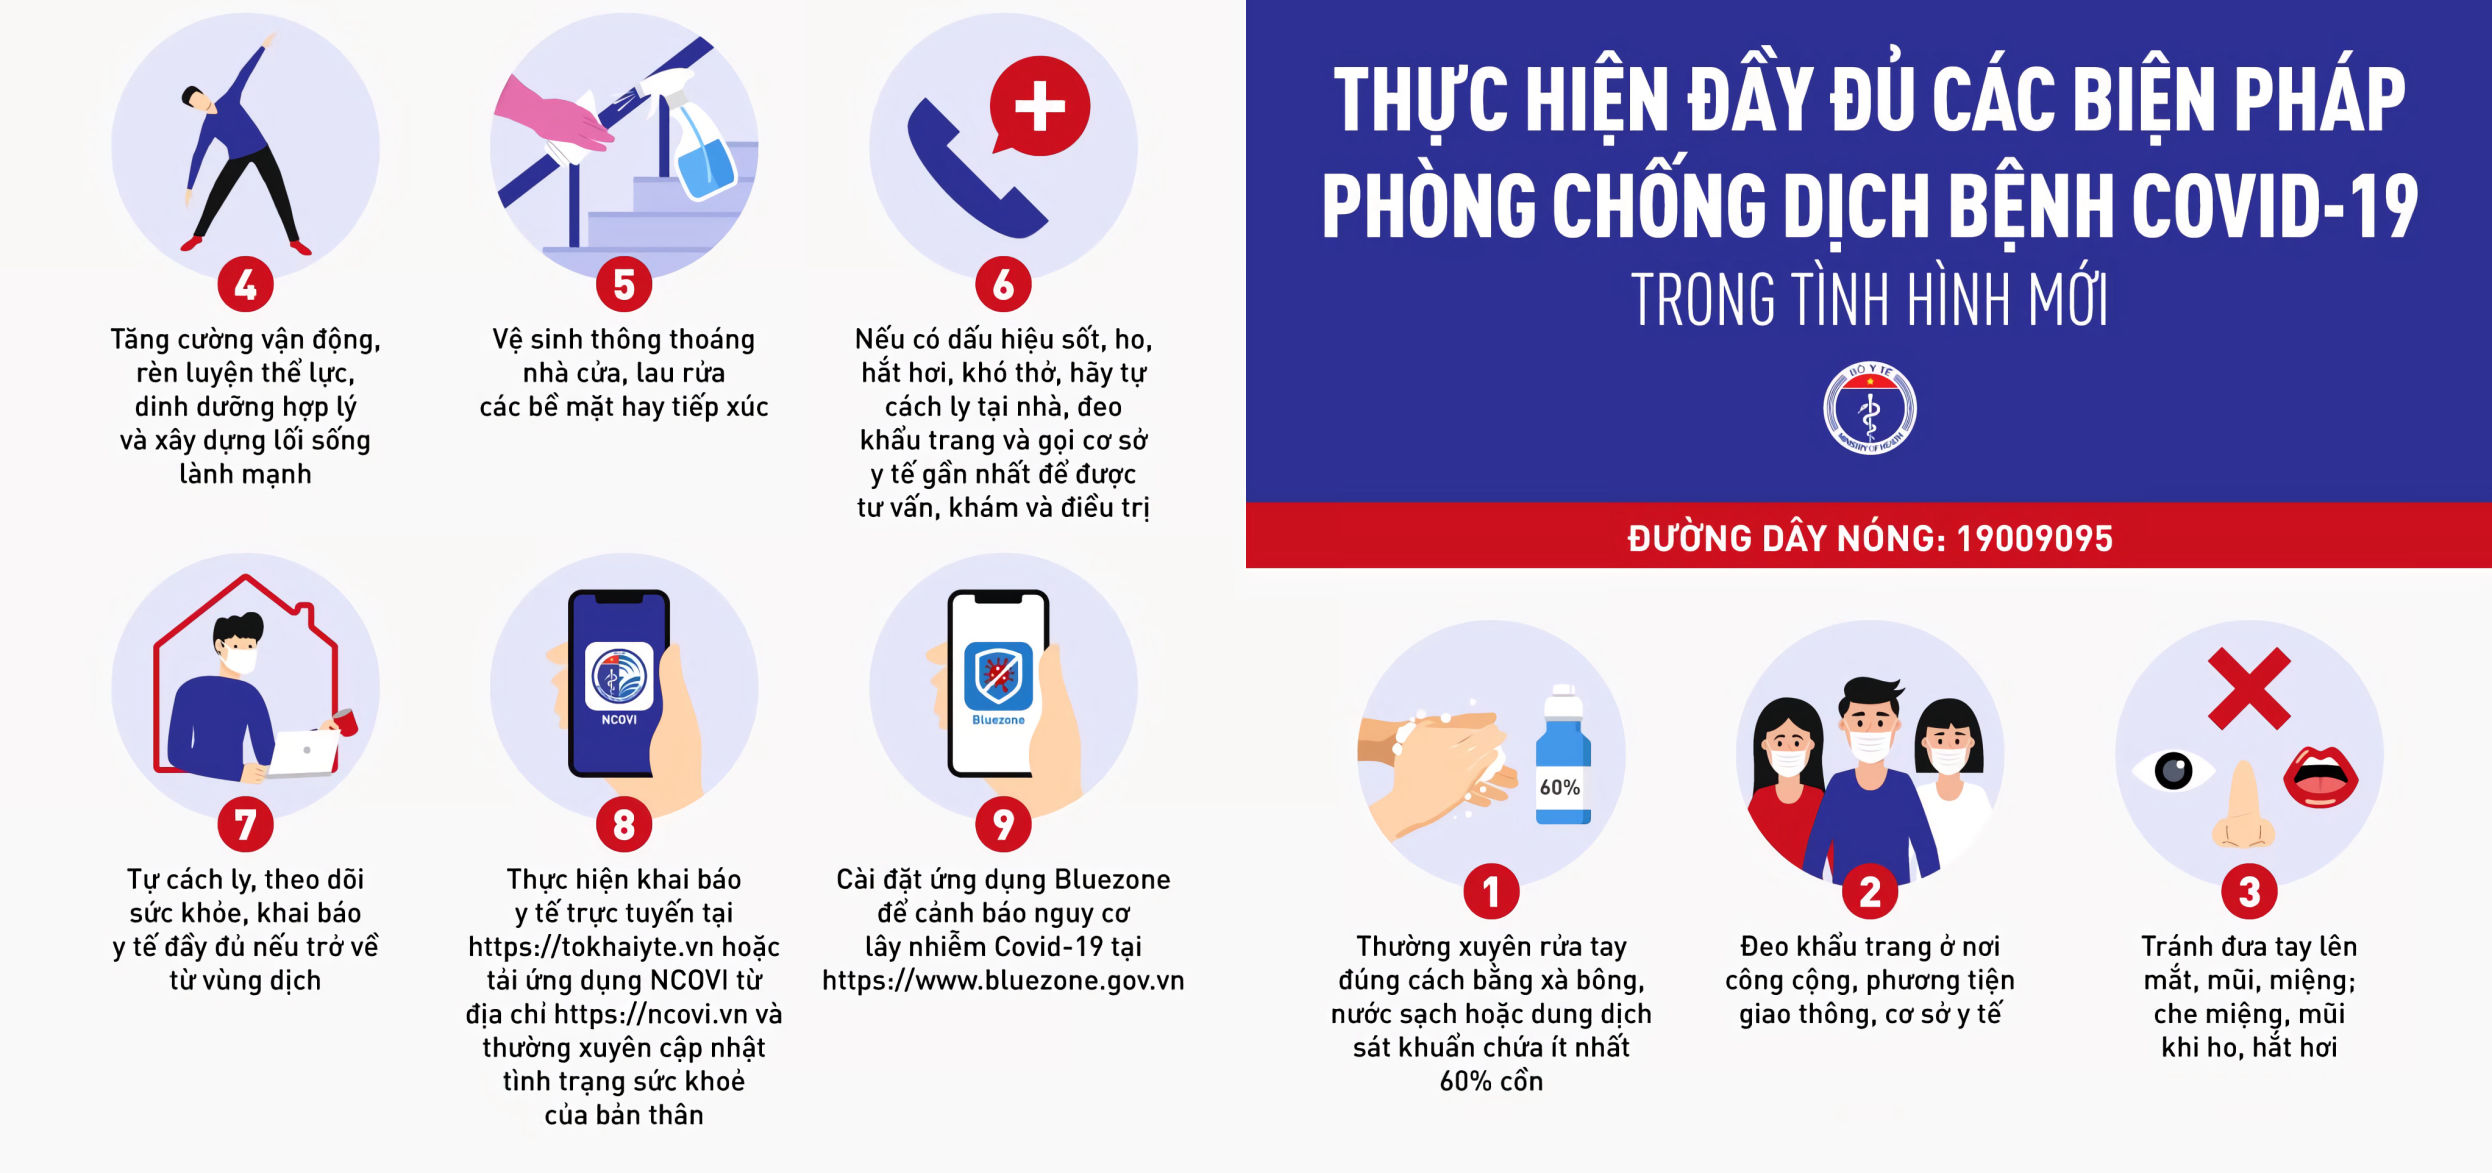 THỰC HIỆN ĐẦY ĐỦ CÁC BIỆN PHÁP
PHÒNG CHỐNG DỊCH BỆNH COVID-19
TRONG TÌNH HÌNH MỚI
BỘ Y TẾ
MINISTRY OF HEALTH
ĐƯỜNG DÂY NÓNG: 19009095
60%
1
Thường xuyên rửa tay
đúng cách bằng xà bông,
nước sạch hoặc dung dịch
sát khuẩn chứa ít nhất
60% cồn
2
Đeo khẩu trang ở nơi
công cộng, phương tiện
giao thông, cơ sở y tế
3
Tránh đưa tay lên
mắt, mũi, miệng;
che miệng, mũi
khi ho, hắt hơi
4
Tăng cường vận động,
rèn luyện thể lực,
dinh dưỡng hợp lý
và xây dựng lối sống
lành mạnh
5
Vệ sinh thông thoáng
nhà cửa, lau rửa
các bề mặt hay tiếp xúc
6
Nếu có dấu hiệu sốt, ho,
hắt hơi, khó thở, hãy tự
cách ly tại nhà, đeo
khẩu trang và gọi cơ sở
y tế gần nhất để được
tư vấn, khám và điều trị
7
Tự cách ly, theo dõi
sức khỏe, khai báo
y tế đầy đủ nếu trở về
từ vùng dịch
NCOVI
8
Thực hiện khai báo
y tế trực tuyến tại
https://tokhaiyte.vn hoặc
tải ứng dụng NCOVI từ
địa chỉ https://ncovi.vn và
thường xuyên cập nhật
tình trạng sức khoẻ
của bản thân
Bluezone
9
Cài đặt ứng dụng Bluezone
để cảnh báo nguy cơ
lây nhiễm Covid-19 tại
https://www.bluezone.gov.vn